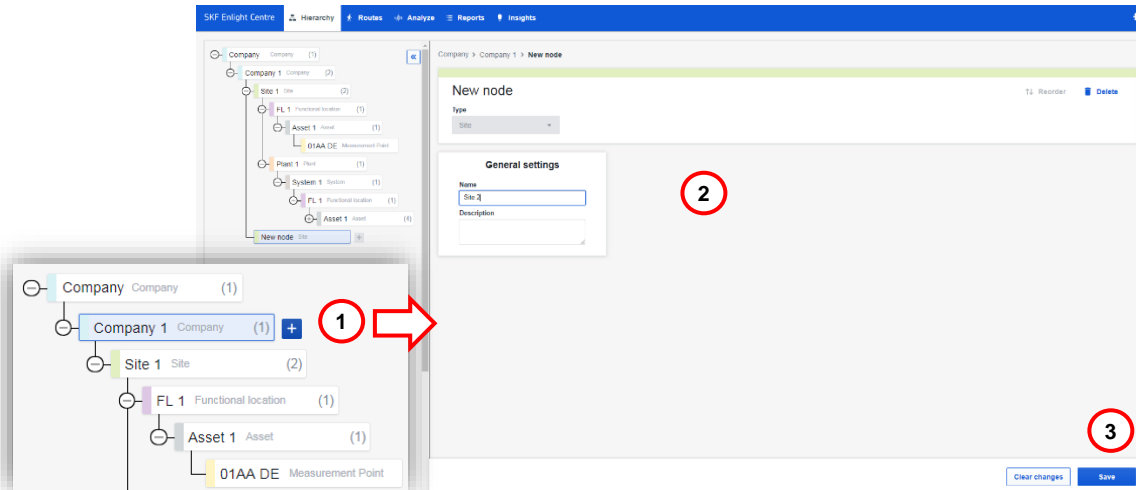 SKF Enlight Centre Hierarchy Routes Analyze Reports Insights
Company Company (1)
Company 1 Company (2)
Site 1 Site (2)
FL 1 Functional location (1)
Asset 1 Asset (1)
01AA DE Measurement Point
Plant 1 Plant (1)
System 1 System (1)
FL 1 Functional location (1)
Asset 1 Asset (4)
New node Site +
«
Company > Company 1 > New node
New node
Reorder Delete
Type
Site
General settings
Name
Site 2
Description
2
Company Company (1)
Company 1 Company (1) +
1
Site 1 Site (2)
FL 1 Functional location (1)
Asset 1 Asset (1)
01AA DE Measurement Point
3
Clear changes Save